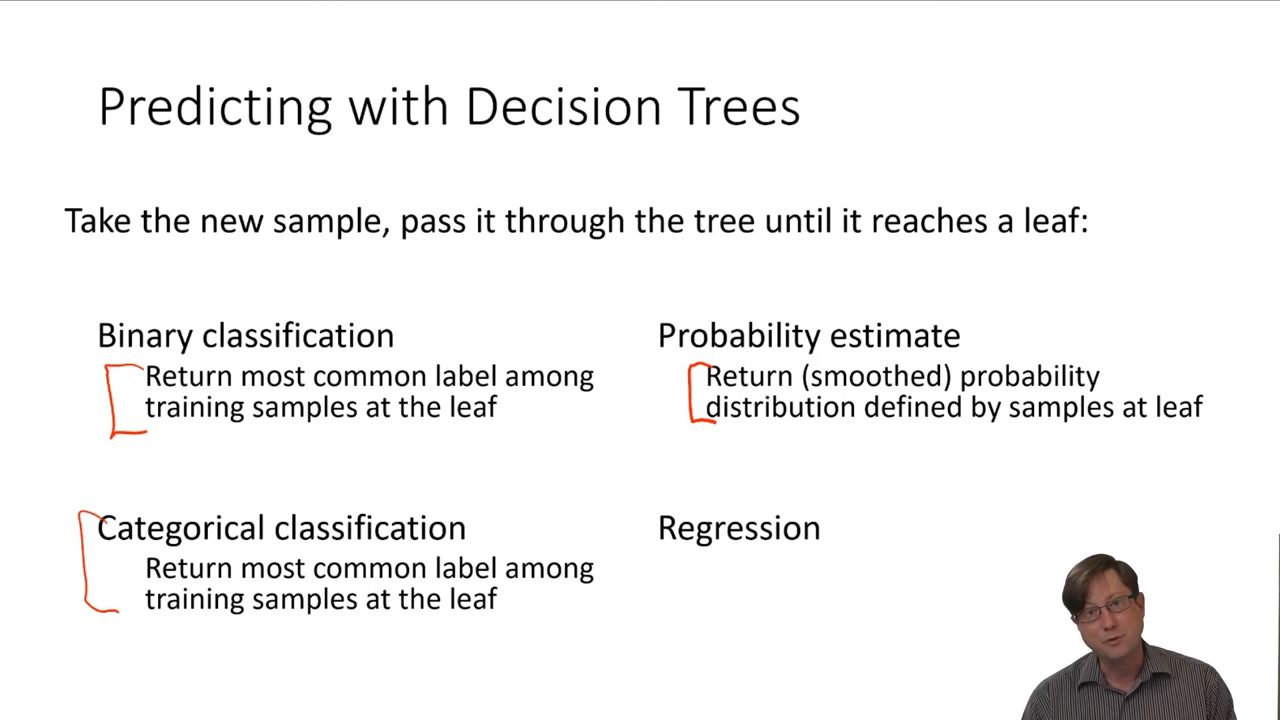 Predicting with Decision Trees
Take the new sample, pass it through the tree until it reaches a leaf:
Binary classification
Return most common label among
training samples at the leaf
Probability estimate
Return (smoothed) probability
distribution defined by samples at leaf
Categorical classification
Return most common label among
training samples at the leaf
Regression